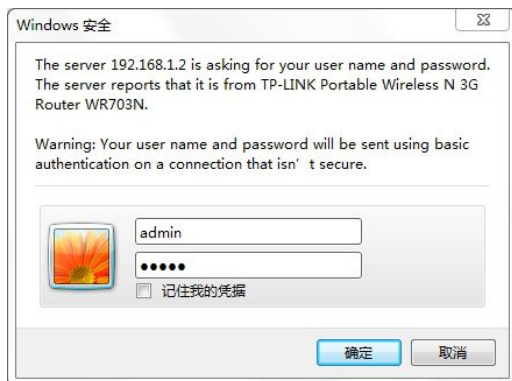 Windows 安全
The server 192.168.1.2 is asking for your user name and password.
The server reports that it is from TP-LINK Portable Wireless N 3G
Router WR703N.
Warning: Your user name and password will be sent using basic
authentication on a connection that isn’t secure.
admin
●●●●●
记住我的凭据
确定
取消